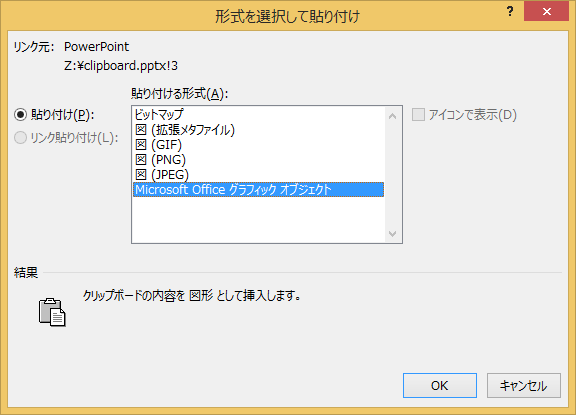 形式を選択して貼り付け
リンク元: PowerPoint
Z:¥clipboard.pptx!3
貼り付ける形式(A):
貼り付け(P):
リンク貼り付け(L):
ビットマップ
図 (拡張メタファイル)
図 (GIF)
図 (PNG)
図 (JPEG)
Microsoft Office グラフィック オブジェクト
アイコンで表示(D)
結果
クリップボードの内容を 図形 として挿入します。
OK
キャンセル